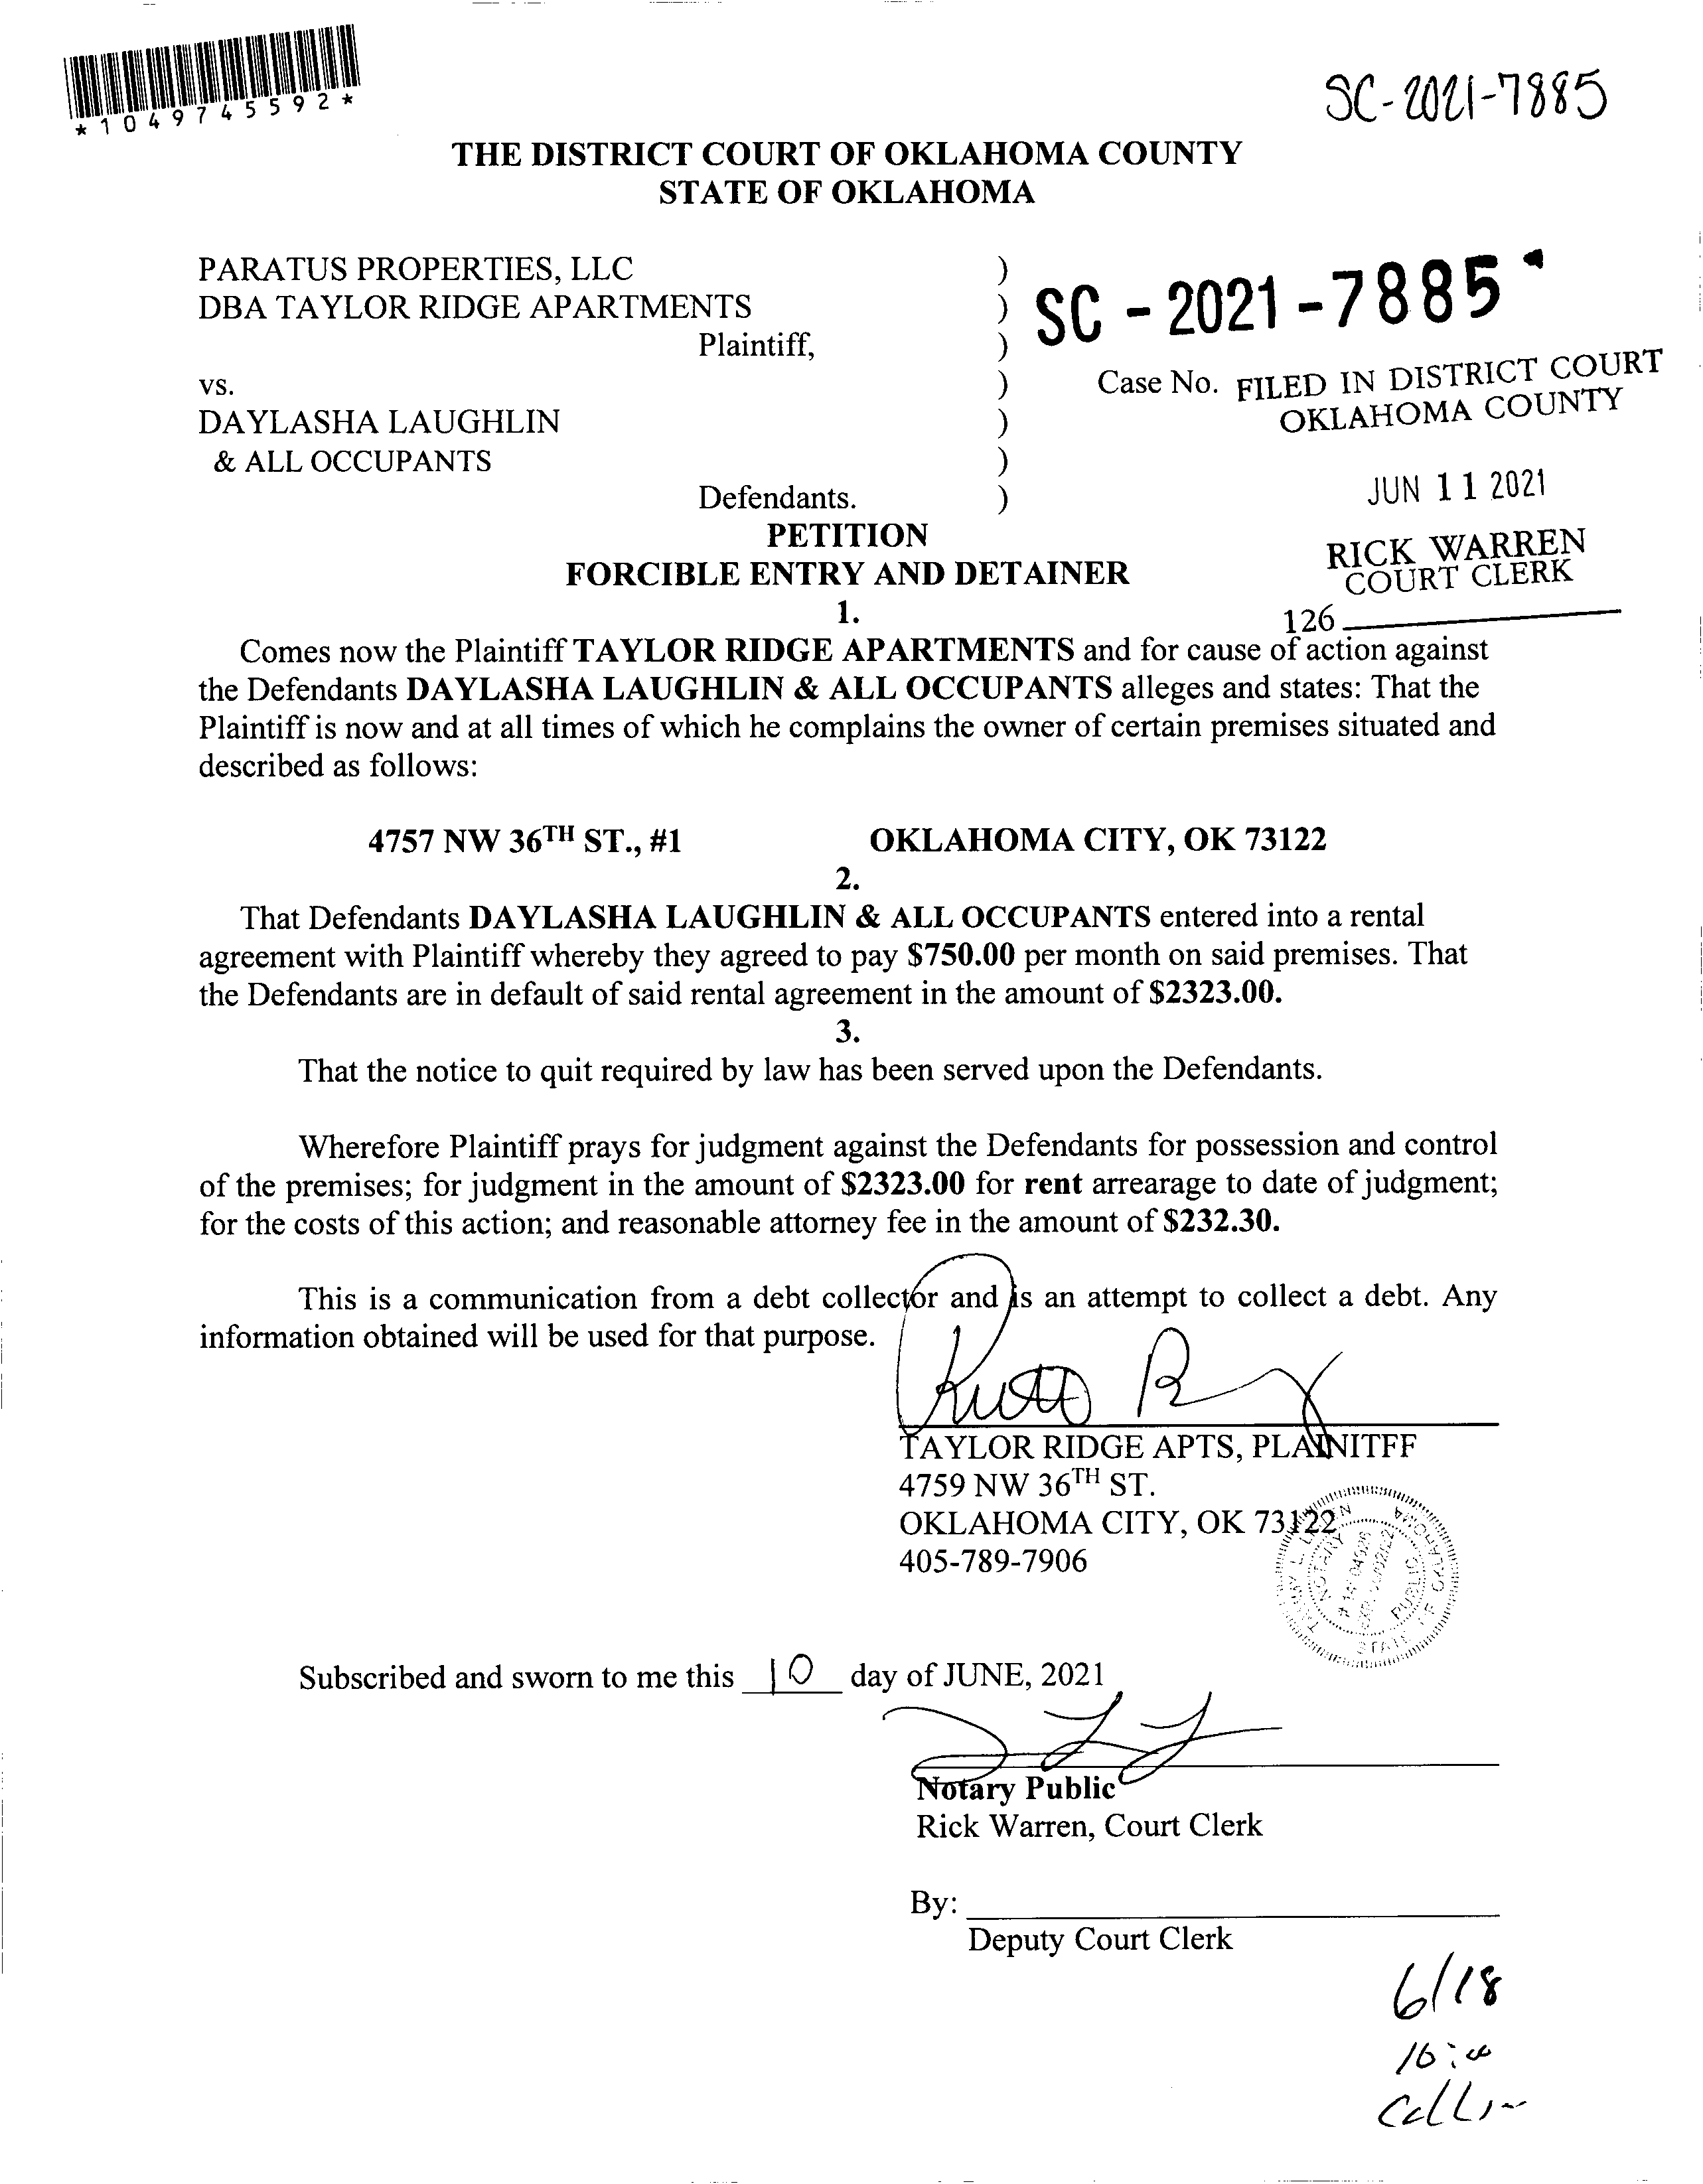 *1049745592*
SC-2021-7885
THE DISTRICT COURT OF OKLAHOMA COUNTY
STATE OF OKLAHOMA
PARATUS PROPERTIES, LLC )
DBA TAYLOR RIDGE APARTMENTS ) SC - 2021 - 7885
Plaintiff, )
vs. ) Case No. FILED IN DISTRICT COURT
OKLAHOMA COUNTY
DAYLASHA LAUGHLIN )
& ALL OCCUPANTS )
Defendants. ) JUN 11 2021
PETITION
RICK WARREN
COURT CLERK
FORCIBLE ENTRY AND DETAINER
1.
126
Comes now the Plaintiff TAYLOR RIDGE APARTMENTS and for cause of action against
the Defendants DAYLASHA LAUGHLIN & ALL OCCUPANTS alleges and states: That the
Plaintiff is now and at all times of which he complains the owner of certain premises situated and
described as follows:
4757 NW 36TH ST., #1 OKLAHOMA CITY, OK 73122
2.
That Defendants DAYLASHA LAUGHLIN & ALL OCCUPANTS entered into a rental
agreement with Plaintiff whereby they agreed to pay $750.00 per month on said premises. That
the Defendants are in default of said rental agreement in the amount of $2323.00.
3.
That the notice to quit required by law has been served upon the Defendants.
Wherefore Plaintiff prays for judgment against the Defendants for possession and control
of the premises; for judgment in the amount of $2323.00 for rent arrearage to date of judgment;
for the costs of this action; and reasonable attorney fee in the amount of $232.30.
This is a communication from a debt collector and is an attempt to collect a debt. Any
information obtained will be used for that purpose.
TAYLOR RIDGE APTS, PLAINITFF
4759 NW 36TH ST.
OKLAHOMA CITY, OK 73122
405-789-7906
NOTARY PUBLIC
STATE OF OKLAHOMA
Subscribed and sworn to me this 10 day of JUNE, 2021
Notary Public
Rick Warren, Court Clerk
By:
Deputy Court Clerk
6/18